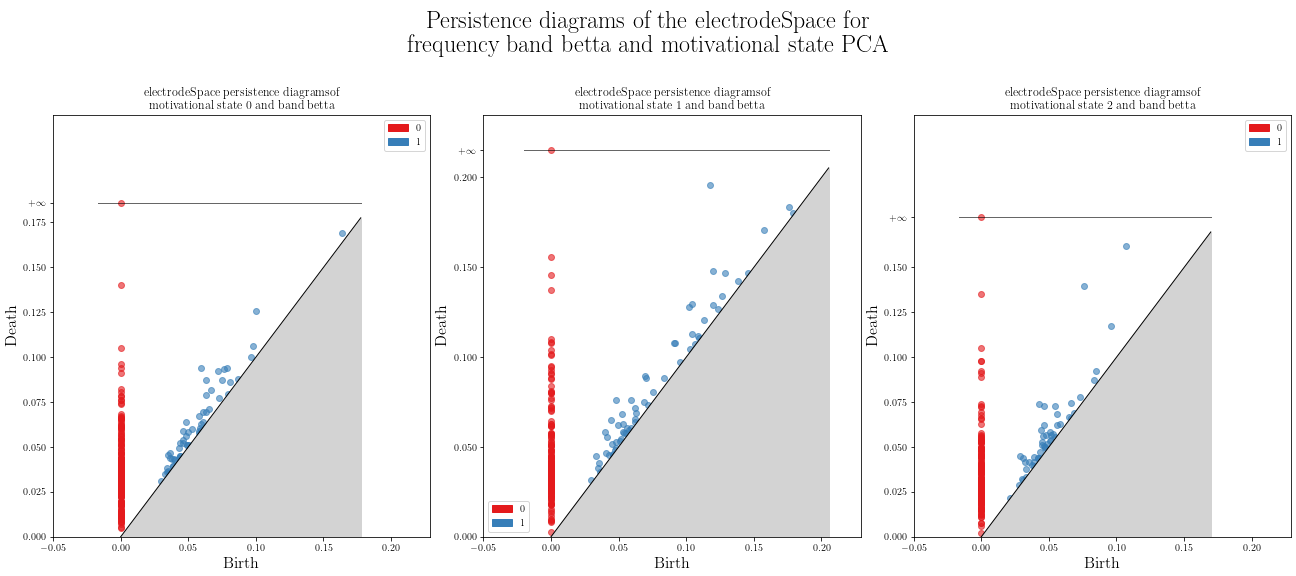 Persistence diagrams of the electrodeSpace for
frequency band betta and motivational state PCA
electrodeSpace persistence diagramsof
motivational state 0 and band betta
0
1
+∞
0.175
0.150
0.125
0.100
0.075
0.050
0.025
0.000
Death
−0.05 0.00 0.05 0.10 0.15 0.20
Birth
electrodeSpace persistence diagramsof
motivational state 1 and band betta
+∞
0.200
0.150
0.125
0.100
0.075
0.050
0.025
0.000
Death
0
1
−0.05 0.00 0.05 0.10 0.15 0.20
Birth
electrodeSpace persistence diagramsof
motivational state 2 and band betta
0
1
+∞
0.150
0.125
0.100
0.075
0.050
0.025
0.000
Death
−0.05 0.00 0.05 0.10 0.15 0.20
Birth